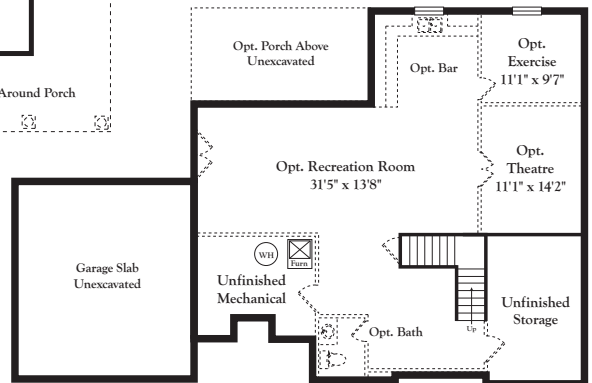 Opt. Porch Above
Unexcavated
Opt.
Exercise
11'1" x 9'7"
Opt. Bar
Around Porch
Opt. Recreation Room
31'5" x 13'8"
Opt.
Theatre
11'1" x 14'2"
Garage Slab
Unexcavated
WH
Furn
Unfinished
Mechanical
Unfinished
Storage
Up
Opt. Bath